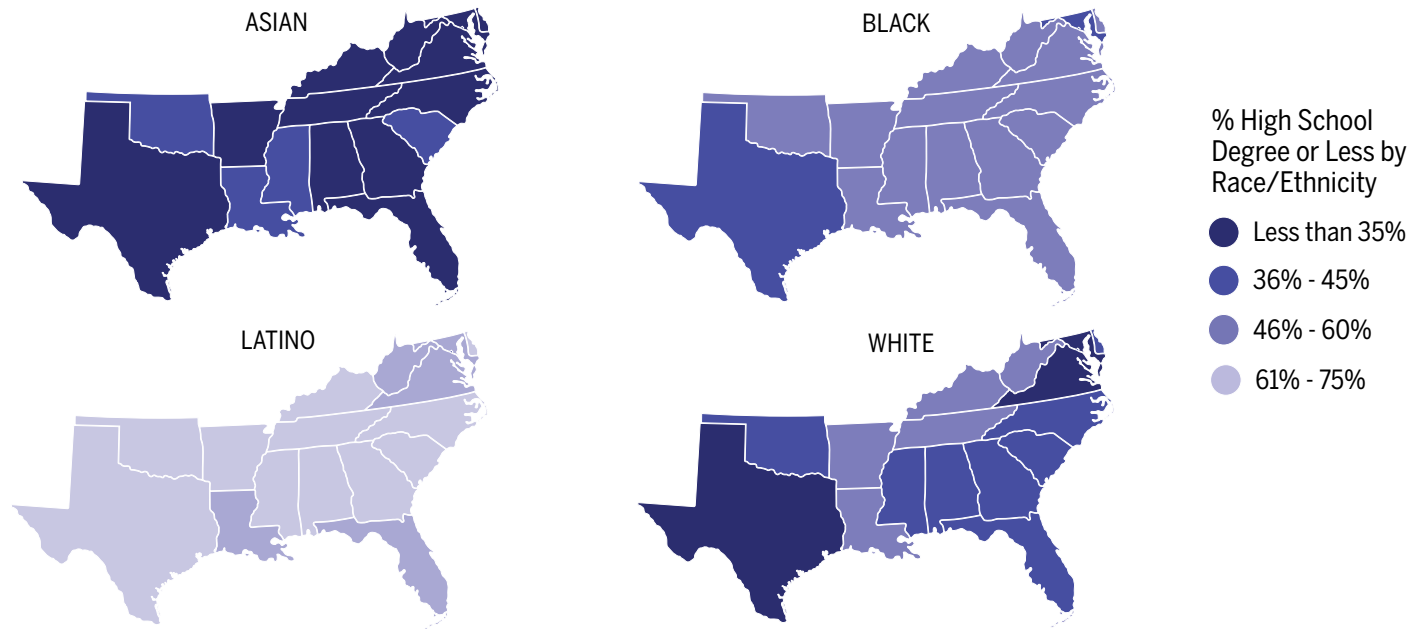 ASIAN
BLACK
LATINO
WHITE
% High School
Degree or Less by
Race/Ethnicity
Less than 35%
36% - 45%
46% - 60%
61% - 75%